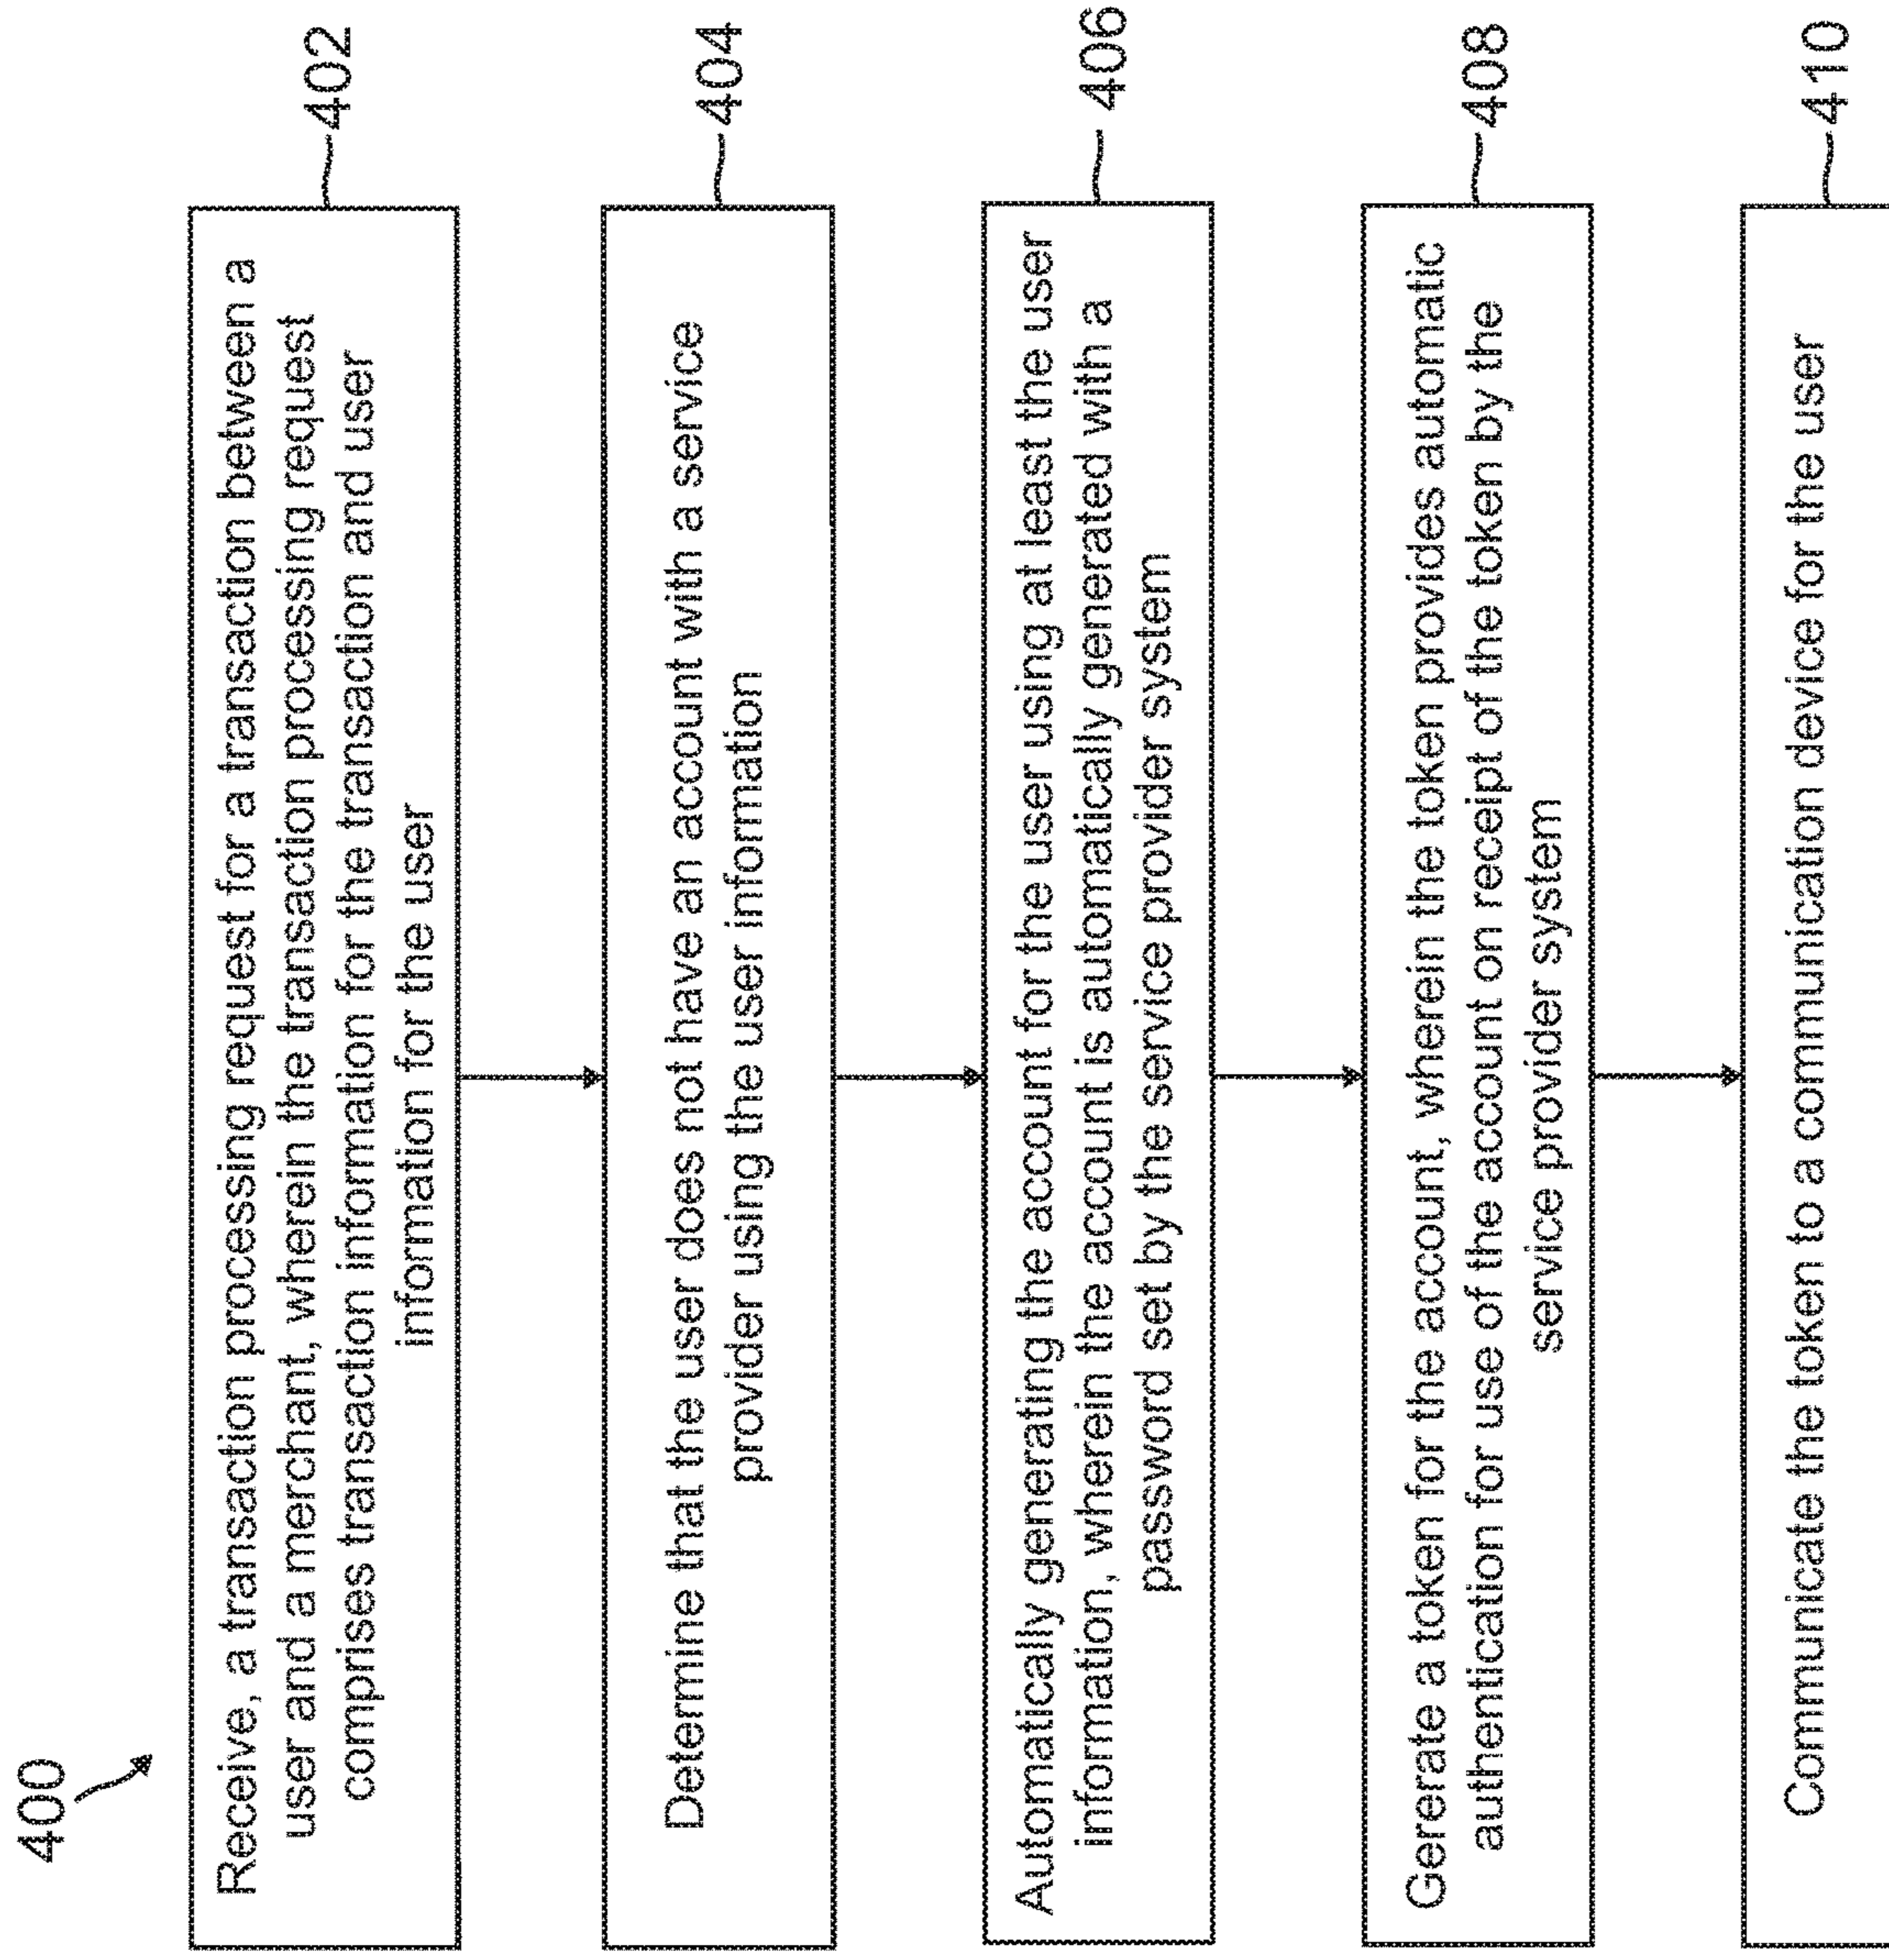 400
Receive, a transaction processing request for a transaction between a
user and a merchant, wherein the transaction processing request
comprises transaction information for the transaction and user
information for the user
402
Determine that the user does not have an account with a service
provider using the user information
404
Automatically generating the account for the user using at least the user
information, wherein the account is automatically generated with a
password set by the service provider system
406
Gererate a token for the account, wherein the token provides automatic
authentication for use of the account on receipt of the token by the
service provider system
408
Communicate the token to a communication device for the user
410